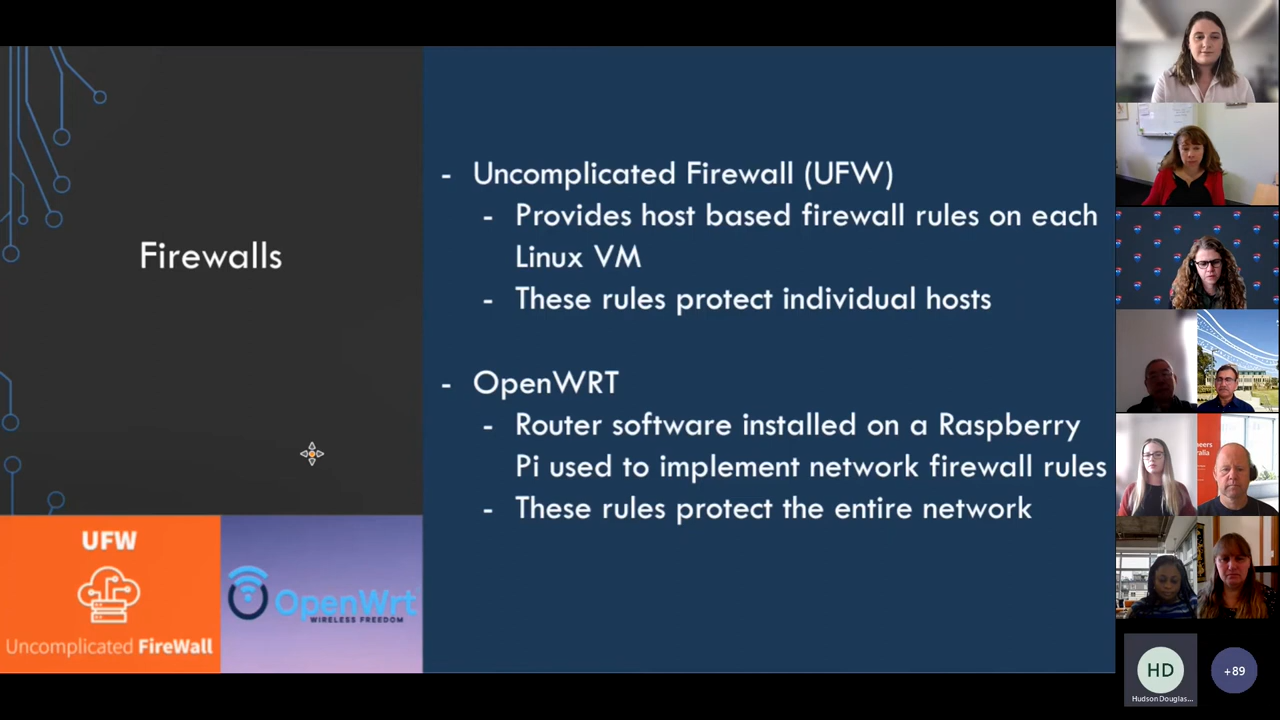 Firewalls
- Uncomplicated Firewall (UFW)
- Provides host based firewall rules on each
Linux VM
- These rules protect individual hosts
- OpenWRT
- Router software installed on a Raspberry
Pi used to implement network firewall rules
- These rules protect the entire network
UFW
Uncomplicated FireWall
OpenWrt
WIRELESS FREEDOM
HD
Hudson Douglas...
+89